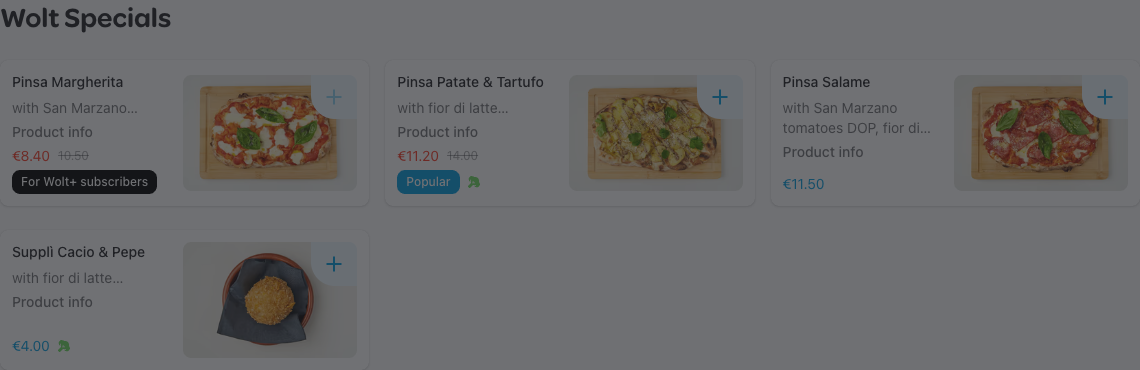 Wolt Specials
Pinsa Margherita
with San Marzano...
Product info
€8.40 10.50
For Wolt+ subscribers
Pinsa Patate & Tartufo
with fior di latte...
Product info
€11.20 14.00
Popular
Pinsa Salame
with San Marzano
tomatoes DOP, fior di...
Product info
€11.50
Supplì Cacio & Pepe
with fior di latte...
Product info
€4.00